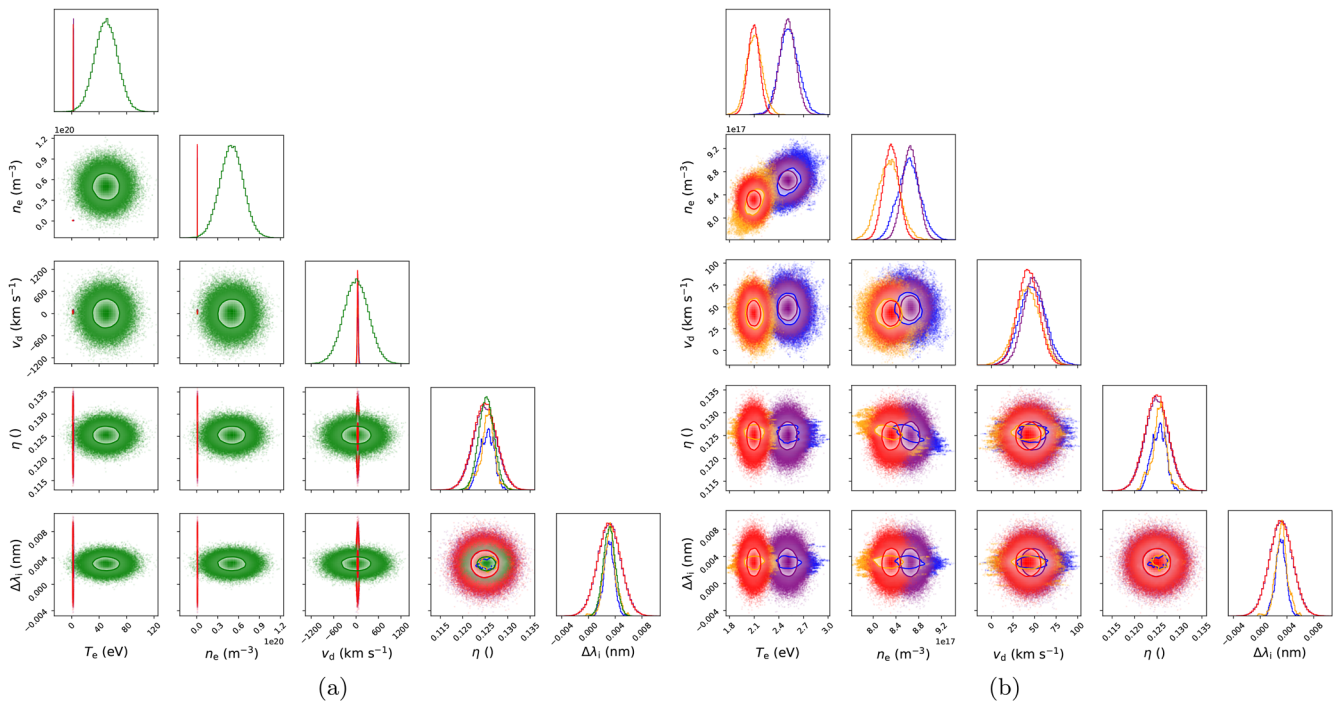 1e20
1e17
n_e (m⁻³)
1.2
0.9
0.6
0.3
0.0
n_e (m⁻³)
9.2
8.8
8.4
8.0
v_d (km s⁻¹)
1200
600
0
−600
−1200
v_d (km s⁻¹)
100
75
50
25
0
η ()
0.135
0.130
0.125
0.120
0.115
η ()
0.135
0.130
0.125
0.120
0.115
Δλ_i (nm)
0.008
0.004
0.000
−0.004
Δλ_i (nm)
0.008
0.004
0.000
−0.004
0 40 80 120
0.0 0.3 0.6 0.9 1.2
1e20
−1200 −600 0 600 1200
0.115 0.120 0.125 0.130 0.135
−0.004 0.000 0.004 0.008
1.8 2.1 2.4 2.7 3.0
8.0 8.4 8.8 9.2
1e17
0 25 50 75 100
0.115 0.120 0.125 0.130 0.135
−0.004 0.000 0.004 0.008
T_e (eV) n_e (m⁻³) v_d (km s⁻¹) η () Δλ_i (nm)
T_e (eV) n_e (m⁻³) v_d (km s⁻¹) η () Δλ_i (nm)
(a)
(b)